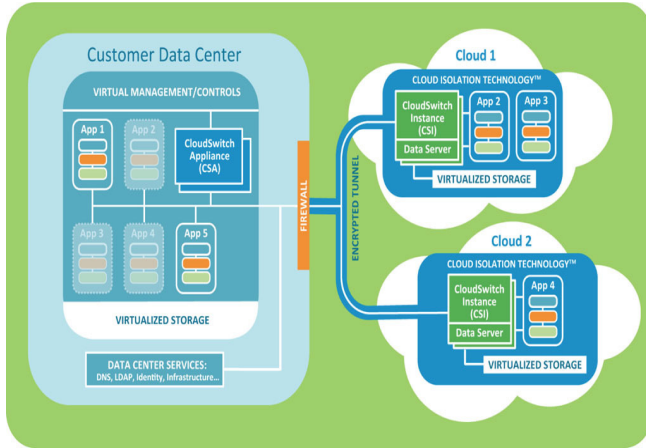 Customer Data Center
VIRTUAL MANAGEMENT/CONTROLS
App 1
App 2
CloudSwitch
Appliance
(CSA)
App 3
App 4
App 5
VIRTUALIZED STORAGE
DATA CENTER SERVICES:
DNS, LDAP, Identity, Infrastructure...
FIREWALL
ENCRYPTED TUNNEL
Cloud 1
CLOUD ISOLATION TECHNOLOGY™
CloudSwitch
Instance
(CSI)
Data Server
App 2
App 3
VIRTUALIZED STORAGE
Cloud 2
CLOUD ISOLATION TECHNOLOGY™
CloudSwitch
Instance
(CSI)
Data Server
App 4
VIRTUALIZED STORAGE